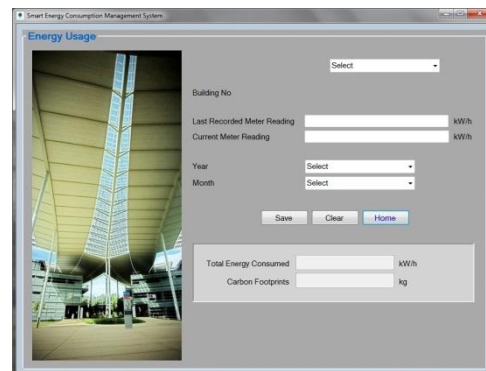 Smart Energy Consumption Management System
Energy Usage
Select
Building No
Last Recorded Meter Reading kW/h
Current Meter Reading kW/h
Year Select
Month Select
Save Clear Home
Total Energy Consumed kW/h
Carbon Footprints kg